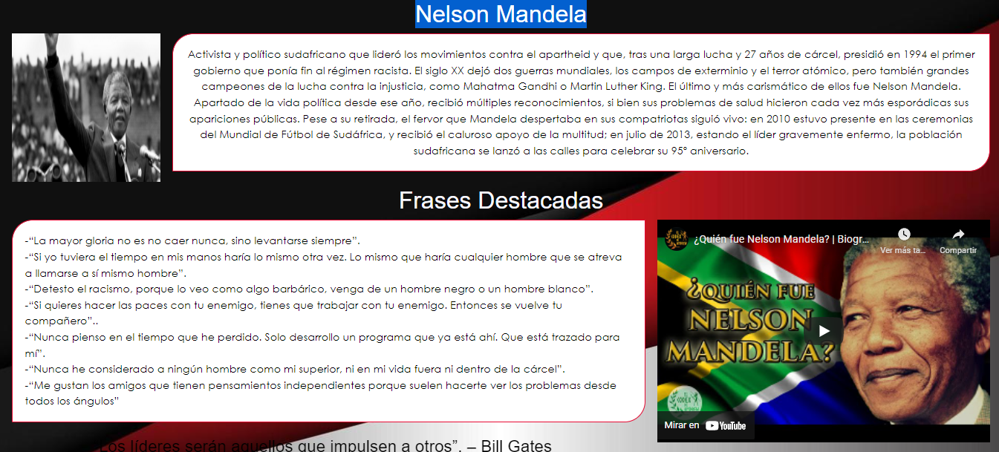 Nelson Mandela
Activista y político sudafricano que lideró los movimientos contra el apartheid y que, tras una larga lucha y 27 años de cárcel, presidió en 1994 el primer
gobierno que ponía fin al régimen racista. El siglo XX dejó dos guerras mundiales, los campos de exterminio y el terror atómico, pero también grandes
campeones de la lucha contra la injusticia, como Mahatma Gandhi o Martin Luther King. El último y más carismático de ellos fue Nelson Mandela.
Apartado de la vida política desde ese año, recibió múltiples reconocimientos, si bien sus problemas de salud hicieron cada vez más esporádicas sus
apariciones públicas. Pese a su retirada, el fervor que Mandela despertaba en sus compatriotas siguió vivo: en 2010 estuvo presente en las ceremonias
del Mundial de Fútbol de Sudáfrica, y recibió el caluroso apoyo de la multitud; en julio de 2013, estando el líder gravemente enfermo, la población
sudafricana se lanzó a las calles para celebrar su 95º aniversario.
Frases Destacadas
-“La mayor gloria no es no caer nunca, sino levantarse siempre”.
-“Si yo tuviera el tiempo en mis manos haría lo mismo otra vez. Lo mismo que haría cualquier hombre que se atreva
a llamarse a sí mismo hombre”.
-“Detesto el racismo, porque lo veo como algo barbárico, venga de un hombre negro o un hombre blanco”.
-“Si quieres hacer las paces con tu enemigo, tienes que trabajar con tu enemigo. Entonces se vuelve tu
compañero”..
-“Nunca pienso en el tiempo que he perdido. Solo desarrollo un programa que ya está ahí. Que está trazado para
mí”.
-“Nunca he considerado a ningún hombre como mi superior, ni en mi vida fuera ni dentro de la cárcel”.
-“Me gustan los amigos que tienen pensamientos independientes porque suelen hacerte ver los problemas desde
todos los ángulos”
¿Quién fue Nelson Mandela? | Biogr...
Ver más ta...
Compartir
¿QUIÉN FUE
NELSON
MANDELA?
Mirar en YouTube
“Los líderes serán aquellos que impulsen a otros”. – Bill Gates